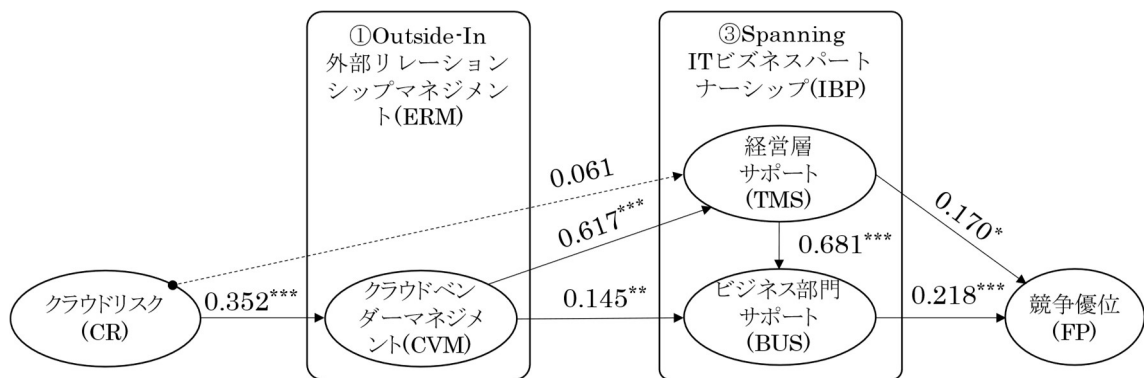 ①Outside-In
外部リレーション
シップマネジメン
ト(ERM)
③Spanning
ITビズネスパート
ナーシップ(IBP)
経営層
サポート
(TMS)
0.061
0.617***
0.170*
0.681***
クラウドリスク
(CR)
0.352***
クラウドベン
ダーマネジメ
ント(CVM)
0.145**
ビジネス部門
サポート
(BUS)
0.218***
競争優位
(FP)